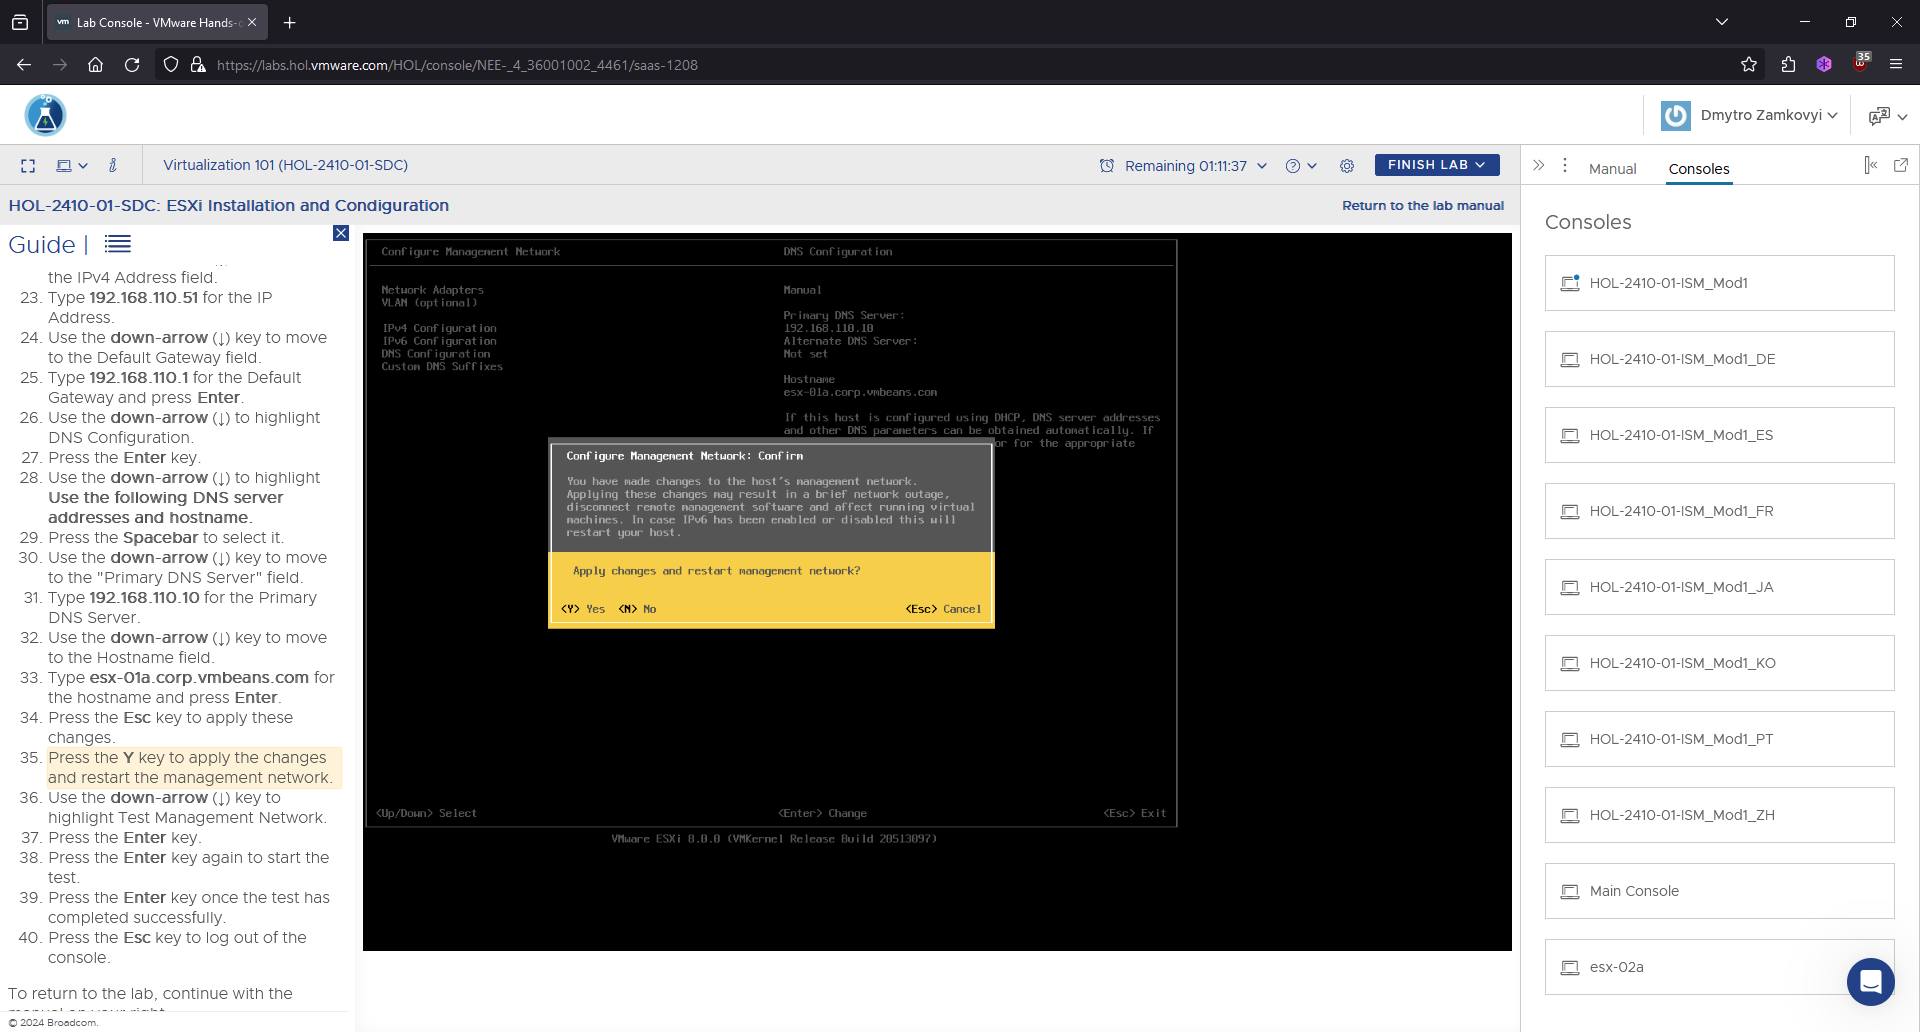 vm Lab Console - VMware Hands-o
https://labs.hol.vmware.com/HOL/console/NEE-_4_36001002_4461/saas-1208
35
Dmytro Zamkovyi
Virtualization 101 (HOL-2410-01-SDC)
Remaining 01:11:37
FINISH LAB
Manual
Consoles
HOL-2410-01-SDC: ESXi Installation and Condiguration
Return to the lab manual
Guide |
the IPv4 Address field.
23. Type 192.168.110.51 for the IP
Address.
24. Use the down-arrow (↓) key to move
to the Default Gateway field.
25. Type 192.168.110.1 for the Default
Gateway and press Enter.
26. Use the down-arrow (↓) to highlight
DNS Configuration.
27. Press the Enter key.
28. Use the down-arrow (↓) to highlight
Use the following DNS server
addresses and hostname.
29. Press the Spacebar to select it.
30. Use the down-arrow (↓) key to move
to the "Primary DNS Server" field.
31. Type 192.168.110.10 for the Primary
DNS Server.
32. Use the down-arrow (↓) key to move
to the Hostname field.
33. Type esx-01a.corp.vmbeans.com for
the hostname and press Enter.
34. Press the Esc key to apply these
changes.
35. Press the Y key to apply the changes
and restart the management network.
36. Use the down-arrow (↓) key to
highlight Test Management Network.
37. Press the Enter key.
38. Press the Enter key again to start the
test.
39. Press the Enter key once the test has
completed successfully.
40. Press the Esc key to log out of the
console.
To return to the lab, continue with the
© 2024 Broadcom.
Configure Management Network
DNS Configuration
Network Adapters
VLAN (optional)
IPv4 Configuration
IPv6 Configuration
DNS Configuration
Custom DNS Suffixes
Manual
Primary DNS Server:
192.168.110.10
Alternate DNS Server:
Not set
Hostname
esx-01a.corp.vmbeans.com
If this host is configured using DHCP, DNS server addresses
and other DNS parameters can be obtained automatically. If
or for the appropriate
Configure Management Network: Confirm
You have made changes to the host's management network.
Applying these changes may result in a brief network outage,
disconnect remote management software and affect running virtual
machines. In case IPv6 has been enabled or disabled this will
restart your host.
Apply changes and restart management network?
<Y> Yes <N> No
<Esc> Cancel
<Up/Down> Select
<Enter> Change
<Esc> Exit
VMware ESXi 8.0.0 (VMKernel Release Build 20513097)
Consoles
HOL-2410-01-ISM_Mod1
HOL-2410-01-ISM_Mod1_DE
HOL-2410-01-ISM_Mod1_ES
HOL-2410-01-ISM_Mod1_FR
HOL-2410-01-ISM_Mod1_JA
HOL-2410-01-ISM_Mod1_KO
HOL-2410-01-ISM_Mod1_PT
HOL-2410-01-ISM_Mod1_ZH
Main Console
esx-02a